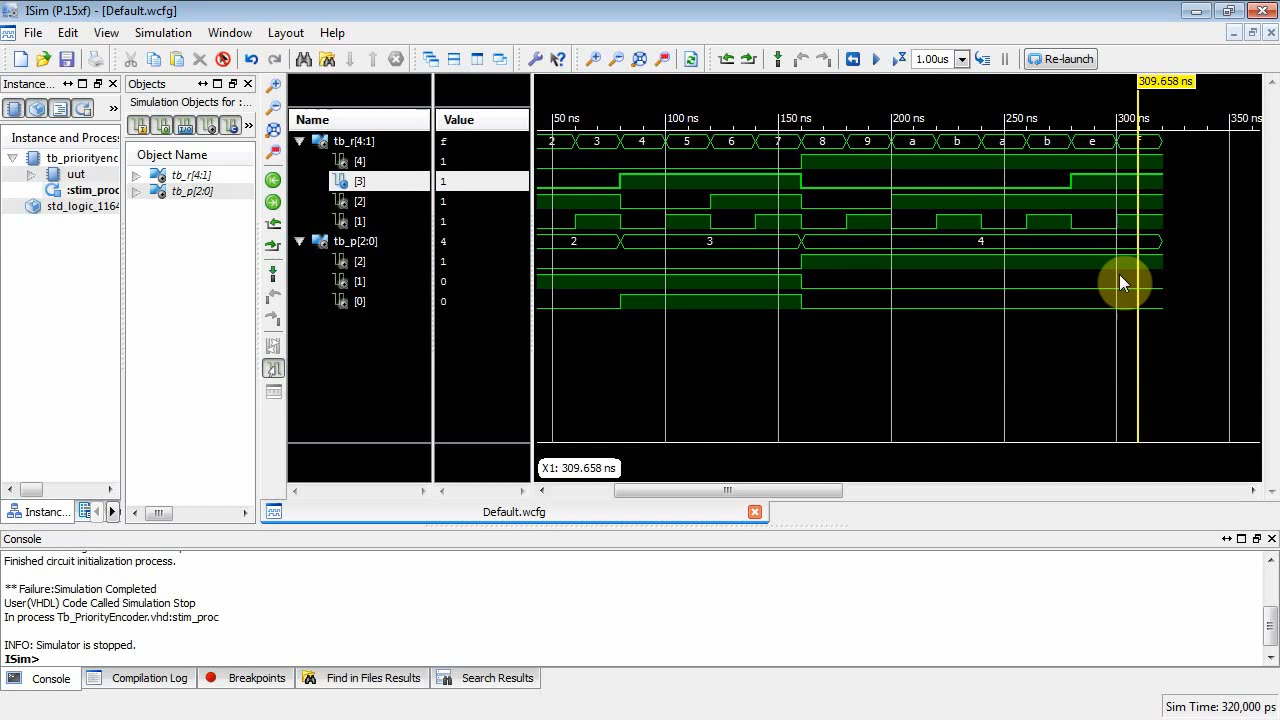 ISim (P.15xf) - [Default.wcfg]
File Edit View Simulation Window Layout Help
1.00us Re-launch
Instance...
Instance and Process
tb_priorityenc
uut
:stim_proc
std_logic_1164
Instanc...
Objects
Simulation Objects for :...
Object Name
tb_r[4:1]
tb_p[2:0]
Name Value
tb_r[4:1] f
[4] 1
[3] 1
[2] 1
[1] 1
tb_p[2:0] 4
[2] 1
[1] 0
[0] 0
309.658 ns
50 ns 100 ns 150 ns 200 ns 250 ns 300 ns 350 ns
2 3 4 5 6 7 8 9 a b a b e f
2 3 4
X1: 309.658 ns
Default.wcfg
Console
Finished circuit initialization process.
** Failure:Simulation Completed
User(VHDL) Code Called Simulation Stop
In process Tb_PriorityEncoder.vhd:stim_proc
INFO: Simulator is stopped.
ISim>
Console Compilation Log Breakpoints Find in Files Results Search Results
Sim Time: 320,000 ps